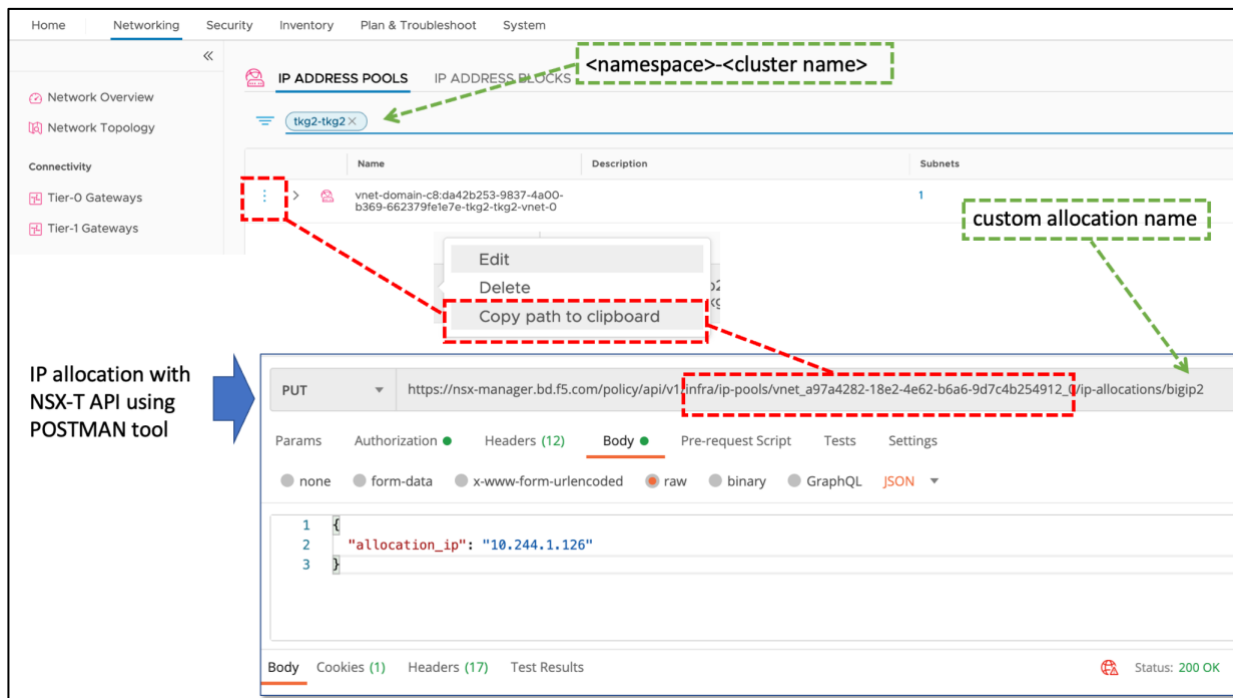 Home Networking Security Inventory Plan & Troubleshoot System
«
<namespace>-<cluster name>
IP ADDRESS POOLS IP ADDRESS BLOCKS
Network Overview
tkg2-tkg2 ×
Network Topology
Name Description Subnets
Connectivity
Tier-0 Gateways
vnet-domain-c8:da42b253-9837-4a00-
b369-662379fe1e7e-tkg2-tkg2-vnet-0
1
Tier-1 Gateways
custom allocation name
Edit
Delete
Copy path to clipboard
IP allocation with
NSX-T API using
POSTMAN tool
PUT https://nsx-manager.bd.f5.com/policy/api/v1/infra/ip-pools/vnet_a97a4282-18e2-4e62-b6a6-9d7c4b254912_0/ip-allocations/bigip2
Params Authorization Headers (12) Body Pre-request Script Tests Settings
none form-data x-www-form-urlencoded raw binary GraphQL JSON
1 {
2 "allocation_ip": "10.244.1.126"
3 }
Body Cookies (1) Headers (17) Test Results Status: 200 OK